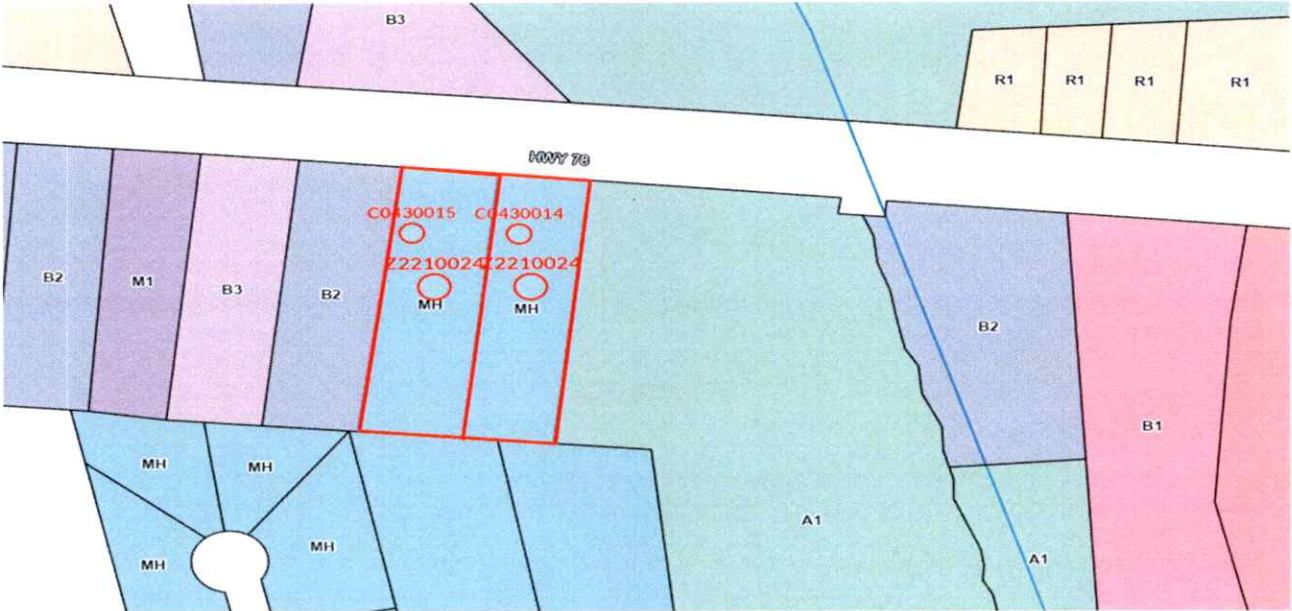 B3
R1
R1
R1
R1
HWY 78
C0430015
C0430014
Z2210024
Z2210024
B2
M1
B3
B2
MH
MH
B2
B1
MH
MH
MH
MH
A1
A1